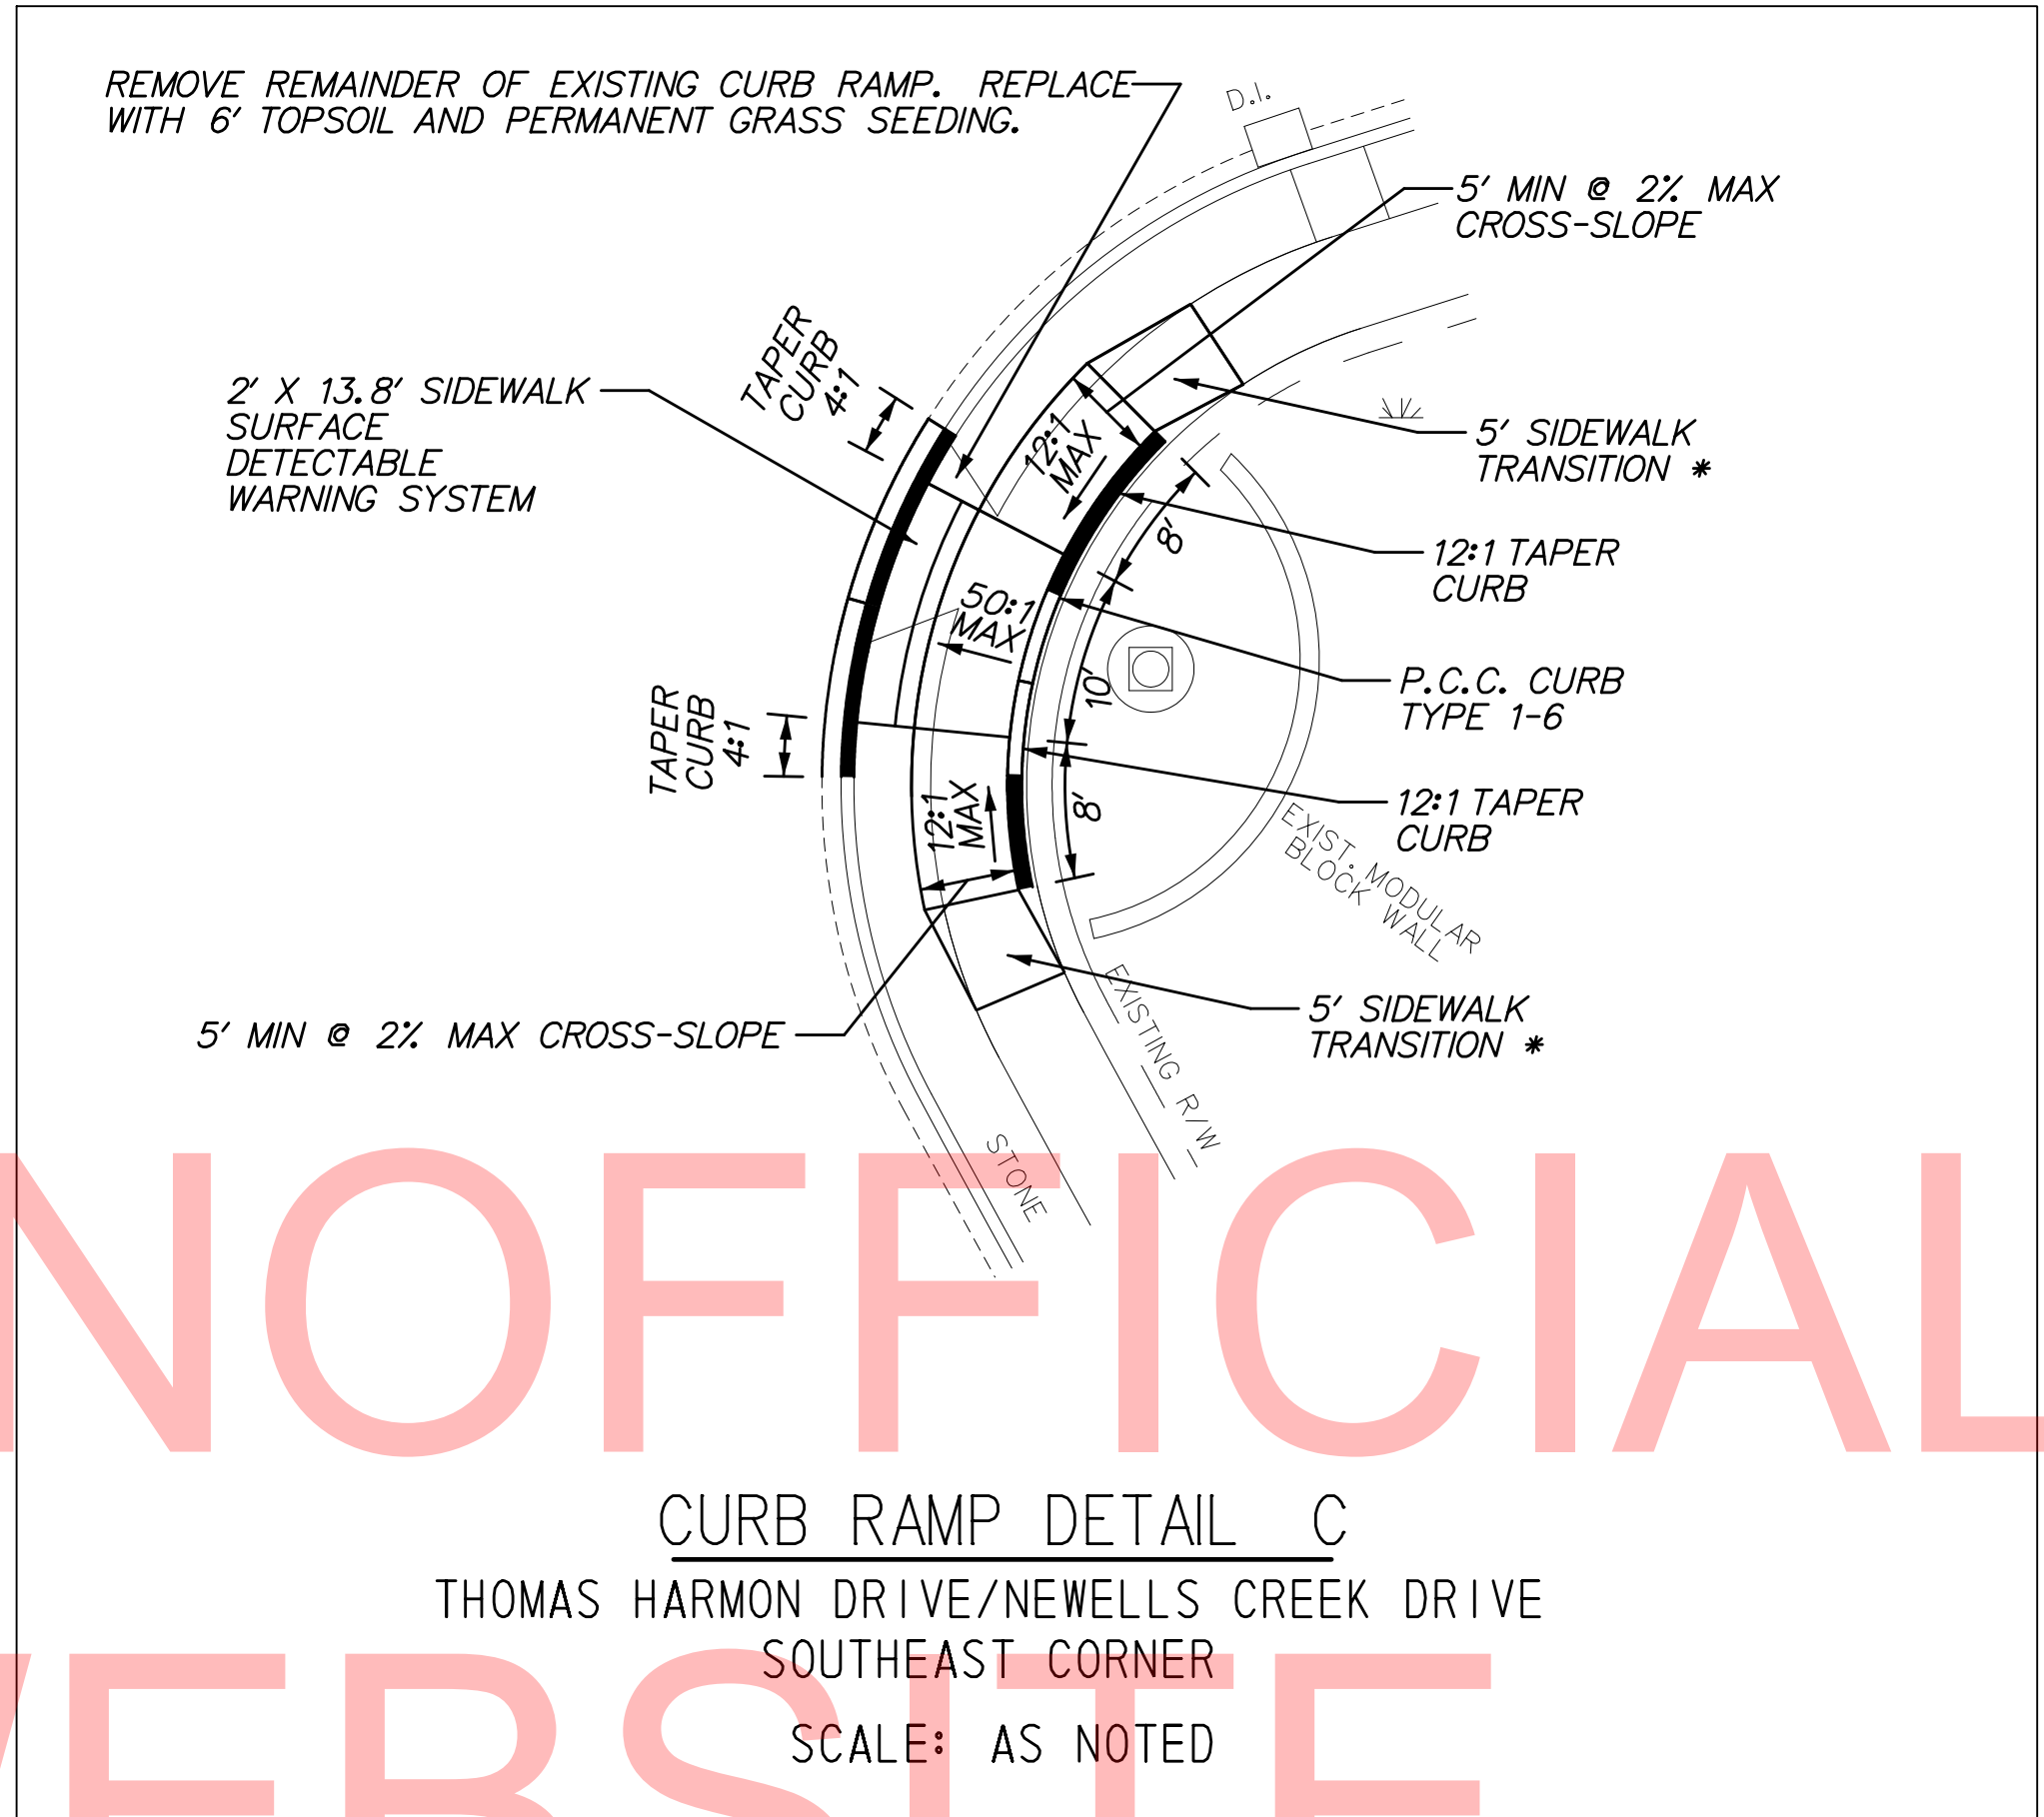 REMOVE REMAINDER OF EXISTING CURB RAMP. REPLACE
WITH 6' TOPSOIL AND PERMANENT GRASS SEEDING.
D.I.
5' MIN @ 2% MAX
CROSS-SLOPE
TAPER
CURB
4:1
2' X 13.8' SIDEWALK
SURFACE
DETECTABLE
WARNING SYSTEM
12:1
MAX
5' SIDEWALK
TRANSITION *
8'
12:1 TAPER
CURB
50:1
MAX
10'
P.C.C. CURB
TYPE 1-6
TAPER
CURB
4:1
12:1
MAX
8'
12:1 TAPER
CURB
EXIST. MODULAR
BLOCK WALL
5' MIN @ 2% MAX CROSS-SLOPE
5' SIDEWALK
TRANSITION *
EXISTING R/W
STONE
NOFFICIAL
CURB RAMP DETAIL C
THOMAS HARMON DRIVE/NEWELLS CREEK DRIVE
SOUTHEAST CORNER
SCALE: AS NOTED
EBSITE